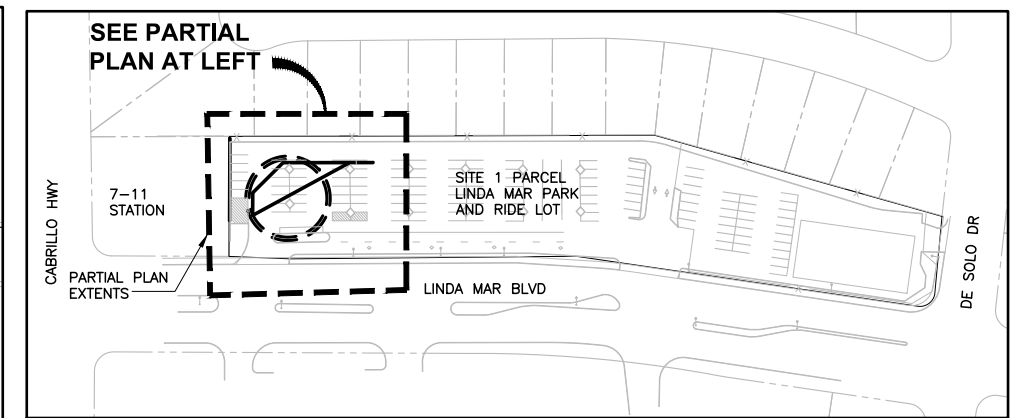 SEE PARTIAL
PLAN AT LEFT
CABRILLO HWY
7-11
STATION
SITE 1 PARCEL
LINDA MAR PARK
AND RIDE LOT
PARTIAL PLAN
EXTENTS
LINDA MAR BLVD
DE SOLO DR